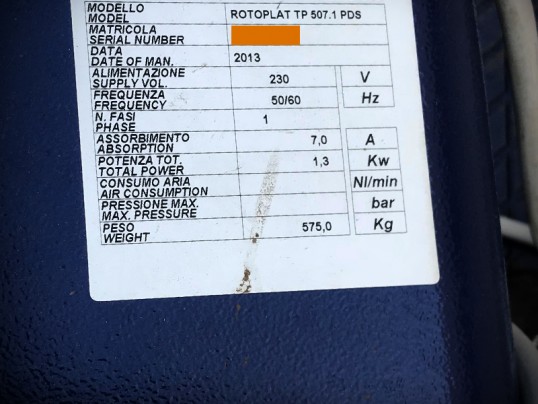 MODELLO
MODEL ROTOPLAT TP 507.1 PDS
MATRICOLA
SERIAL NUMBER
DATA
DATE OF MAN. 2013
ALIMENTAZIONE
SUPPLY VOL. 230 V
FREQUENZA
FREQUENCY 50/60 Hz
N. FASI
PHASE 1
ASSORBIMENTO
ABSORPTION 7,0 A
POTENZA TOT.
TOTAL POWER 1,3 Kw
CONSUMO ARIA
AIR CONSUMPTION Nl/min
PRESSIONE MAX.
MAX. PRESSURE bar
PESO
WEIGHT 575,0 Kg